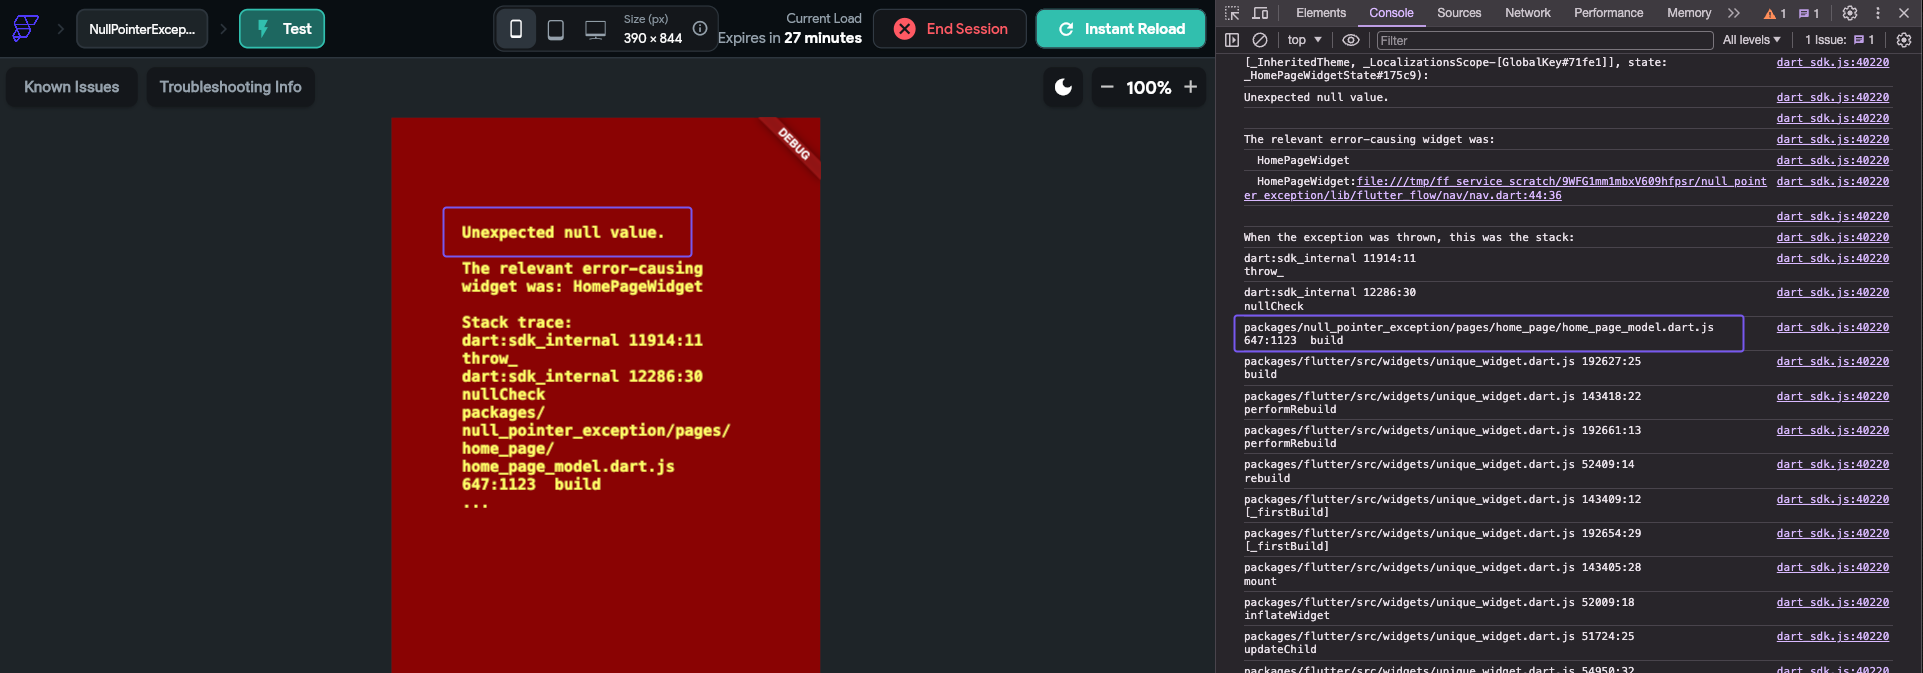 NullPointerExcep...
Test
Size (px)
390 × 844
Current Load
Expires in 27 minutes
End Session
Instant Reload
Known Issues
Troubleshooting Info
100%
DEBUG
Unexpected null value.
The relevant error-causing
widget was: HomePageWidget
Stack trace:
dart:sdk_internal 11914:11
throw_
dart:sdk_internal 12286:30
nullCheck
packages/
null_pointer_exception/pages/
home_page/
home_page_model.dart.js
647:1123  build
...
Elements Console Sources Network Performance Memory 1 1
top Filter All levels 1 Issue: 1
[_InheritedTheme, _LocalizationsScope-[GlobalKey#71fe1]], state: dart_sdk.js:40220
_HomePageWidgetState#175c9):
Unexpected null value. dart_sdk.js:40220
dart_sdk.js:40220
The relevant error-causing widget was: dart_sdk.js:40220
HomePageWidget dart_sdk.js:40220
HomePageWidget:file:///tmp/ff_service_scratch/9WFG1mm1mbxV609hfpsr/null_point dart_sdk.js:40220
er_exception/lib/flutter_flow/nav/nav.dart:44:36
dart_sdk.js:40220
When the exception was thrown, this was the stack: dart_sdk.js:40220
dart:sdk_internal 11914:11 dart_sdk.js:40220
throw_
dart:sdk_internal 12286:30 dart_sdk.js:40220
nullCheck
packages/null_pointer_exception/pages/home_page/home_page_model.dart.js dart_sdk.js:40220
647:1123  build
packages/flutter/src/widgets/unique_widget.dart.js 192627:25 dart_sdk.js:40220
build
packages/flutter/src/widgets/unique_widget.dart.js 143418:22 dart_sdk.js:40220
performRebuild
packages/flutter/src/widgets/unique_widget.dart.js 192661:13 dart_sdk.js:40220
performRebuild
packages/flutter/src/widgets/unique_widget.dart.js 52409:14 dart_sdk.js:40220
rebuild
packages/flutter/src/widgets/unique_widget.dart.js 143409:12 dart_sdk.js:40220
[_firstBuild]
packages/flutter/src/widgets/unique_widget.dart.js 192654:29 dart_sdk.js:40220
[_firstBuild]
packages/flutter/src/widgets/unique_widget.dart.js 143405:28 dart_sdk.js:40220
mount
packages/flutter/src/widgets/unique_widget.dart.js 52009:18 dart_sdk.js:40220
inflateWidget
packages/flutter/src/widgets/unique_widget.dart.js 51724:25 dart_sdk.js:40220
updateChild
packages/flutter/src/widgets/unique_widget.dart.js 54950:32 dart_sdk.js:40220